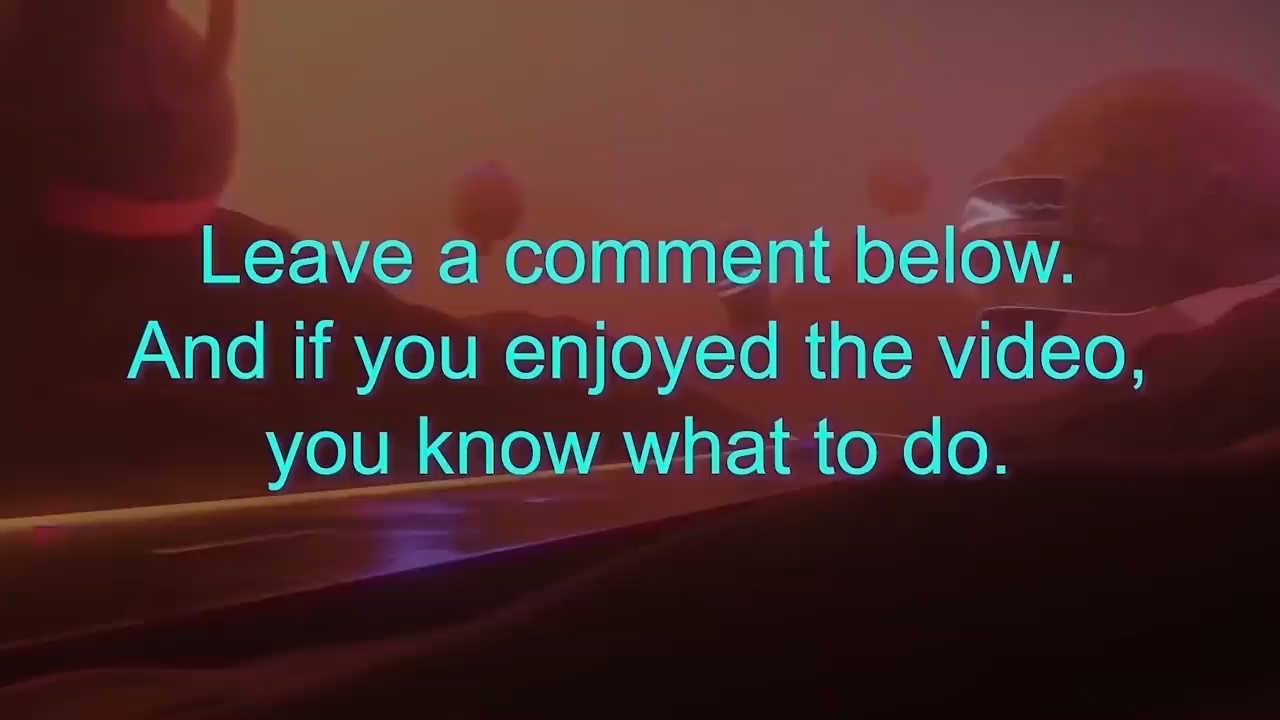 Leave a comment below.
And if you enjoyed the video,
you know what to do.